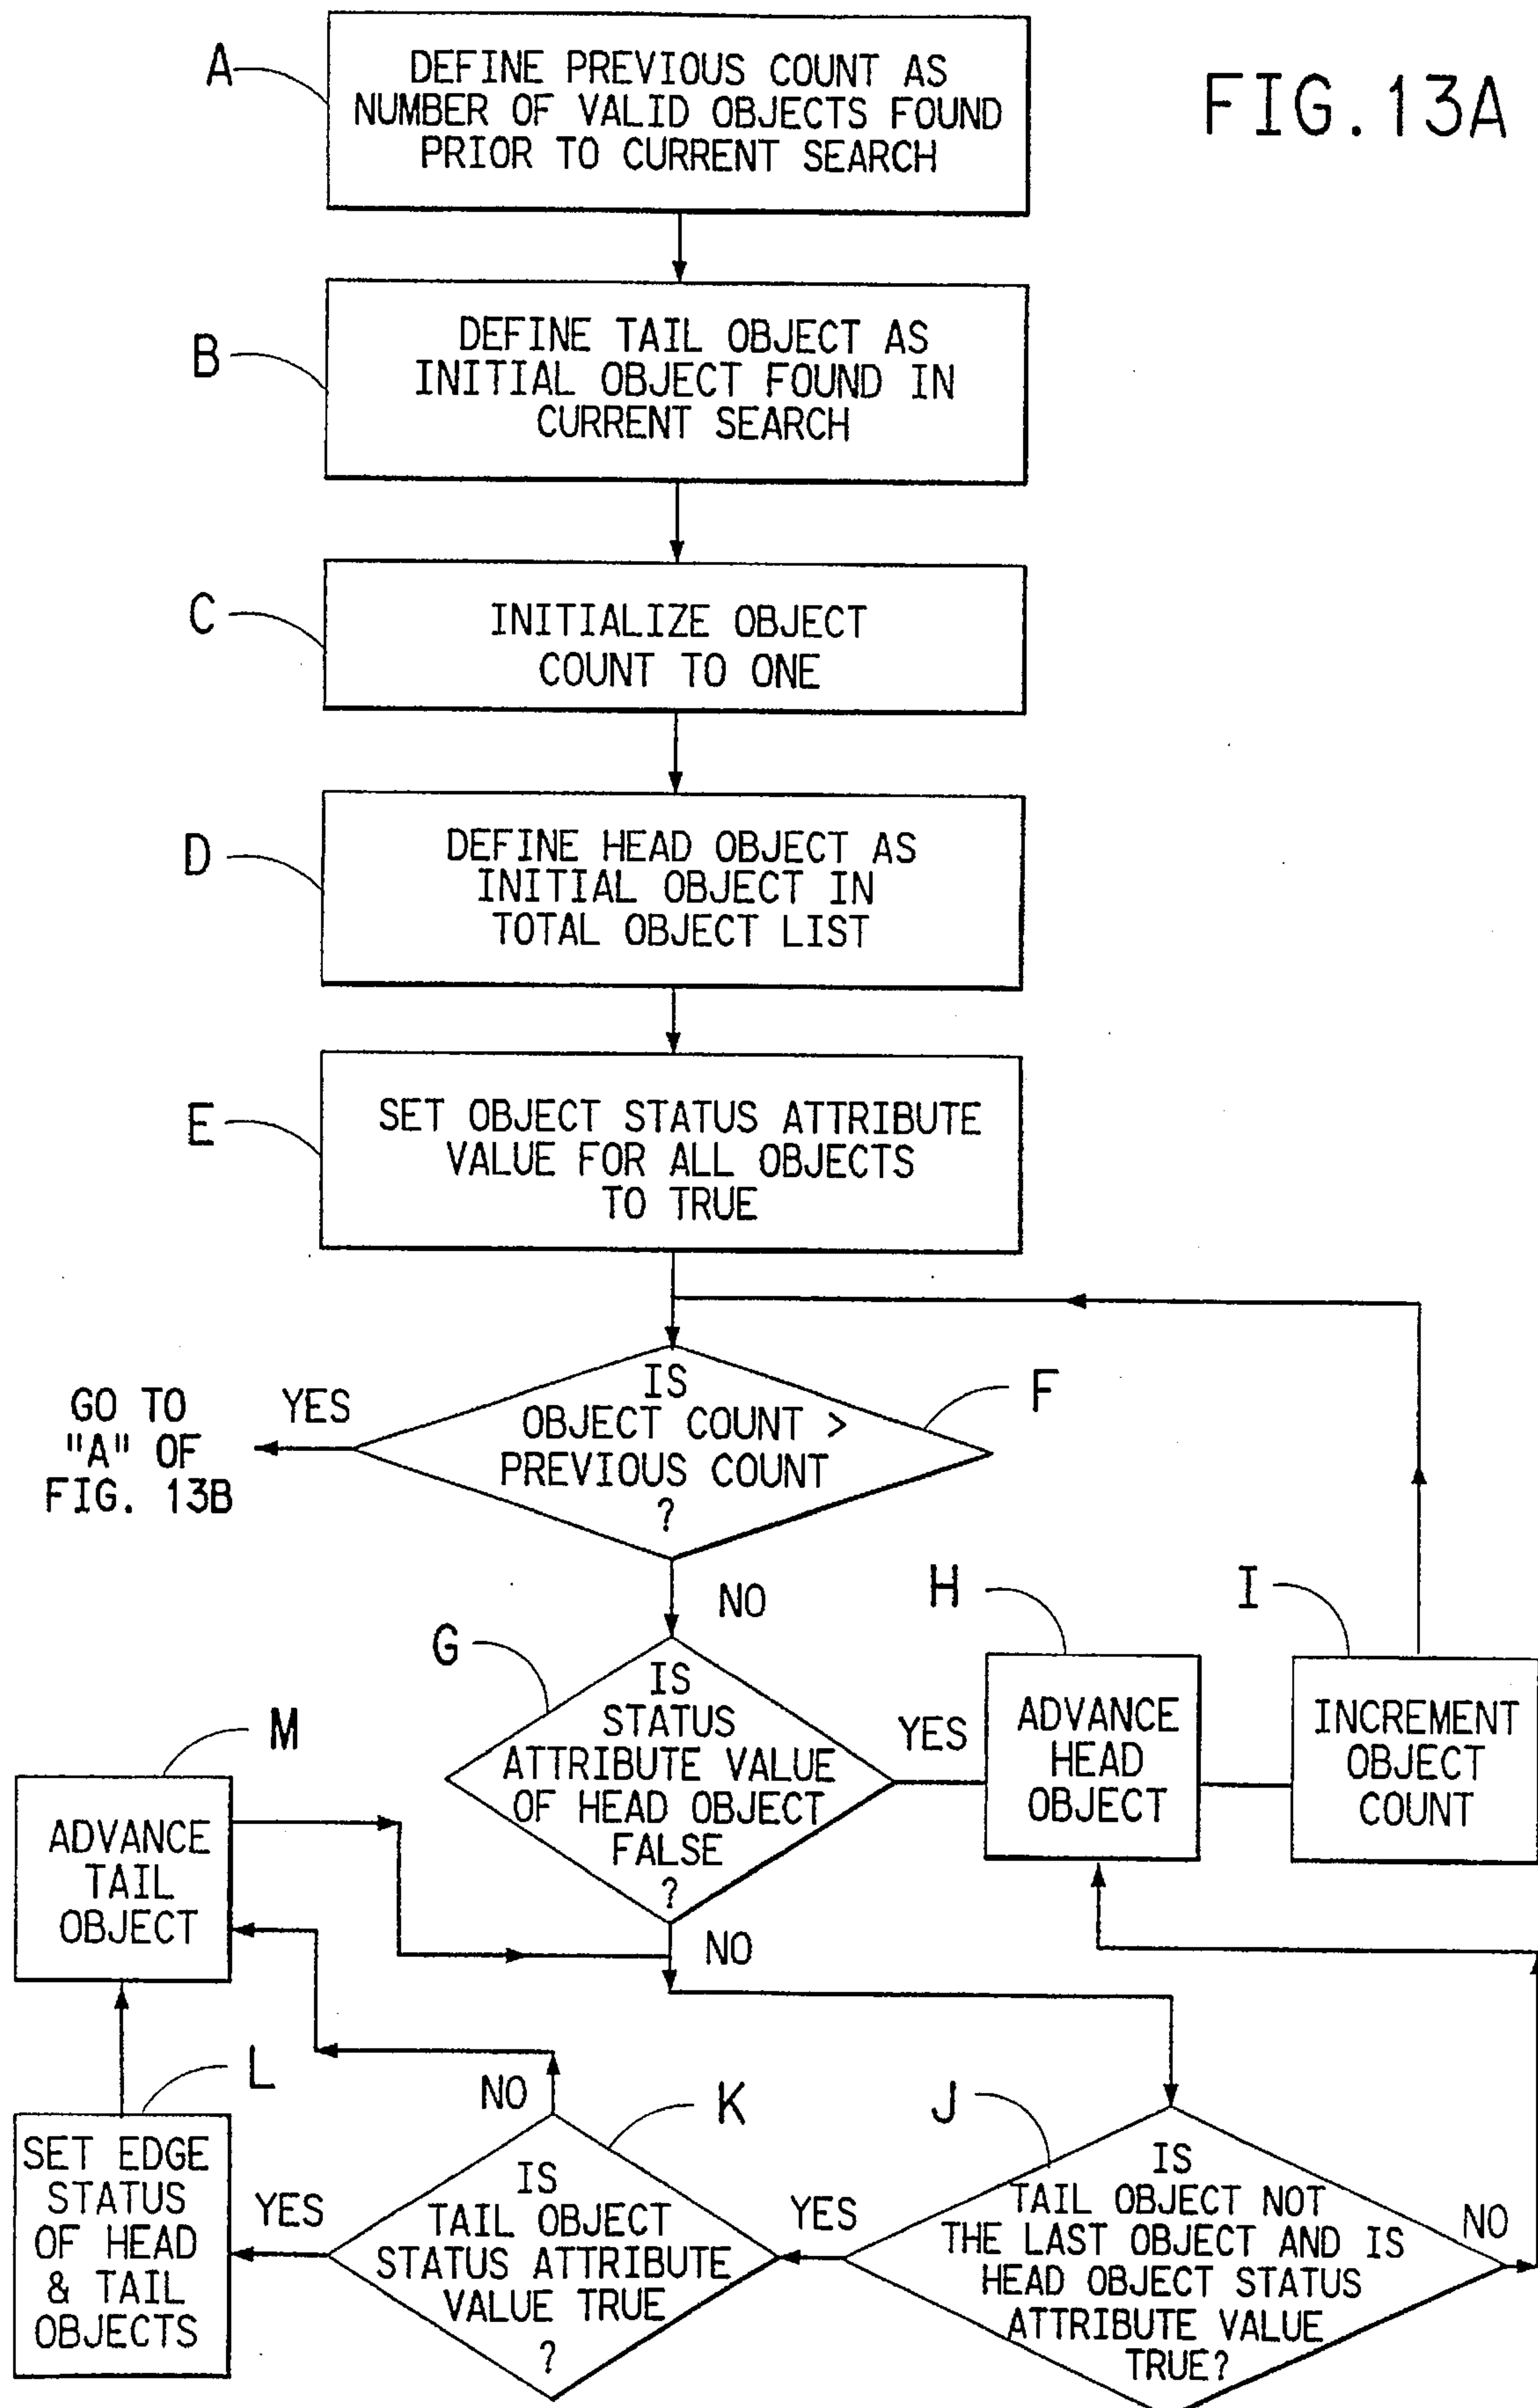 FIG.13A
A
DEFINE PREVIOUS COUNT AS
NUMBER OF VALID OBJECTS FOUND
PRIOR TO CURRENT SEARCH
B
DEFINE TAIL OBJECT AS
INITIAL OBJECT FOUND IN
CURRENT SEARCH
C
INITIALIZE OBJECT
COUNT TO ONE
D
DEFINE HEAD OBJECT AS
INITIAL OBJECT IN
TOTAL OBJECT LIST
E
SET OBJECT STATUS ATTRIBUTE
VALUE FOR ALL OBJECTS
TO TRUE
F
IS
OBJECT COUNT >
PREVIOUS COUNT
?
YES
GO TO
"A" OF
FIG. 13B
NO
G
IS
STATUS
ATTRIBUTE VALUE
OF HEAD OBJECT
FALSE
?
YES
H
ADVANCE
HEAD
OBJECT
I
INCREMENT
OBJECT
COUNT
NO
M
ADVANCE
TAIL
OBJECT
J
IS
TAIL OBJECT NOT
THE LAST OBJECT AND IS
HEAD OBJECT STATUS
ATTRIBUTE VALUE
TRUE?
NO
YES
K
IS
TAIL OBJECT
STATUS ATTRIBUTE
VALUE TRUE
?
NO
YES
L
SET EDGE
STATUS
OF HEAD
& TAIL
OBJECTS